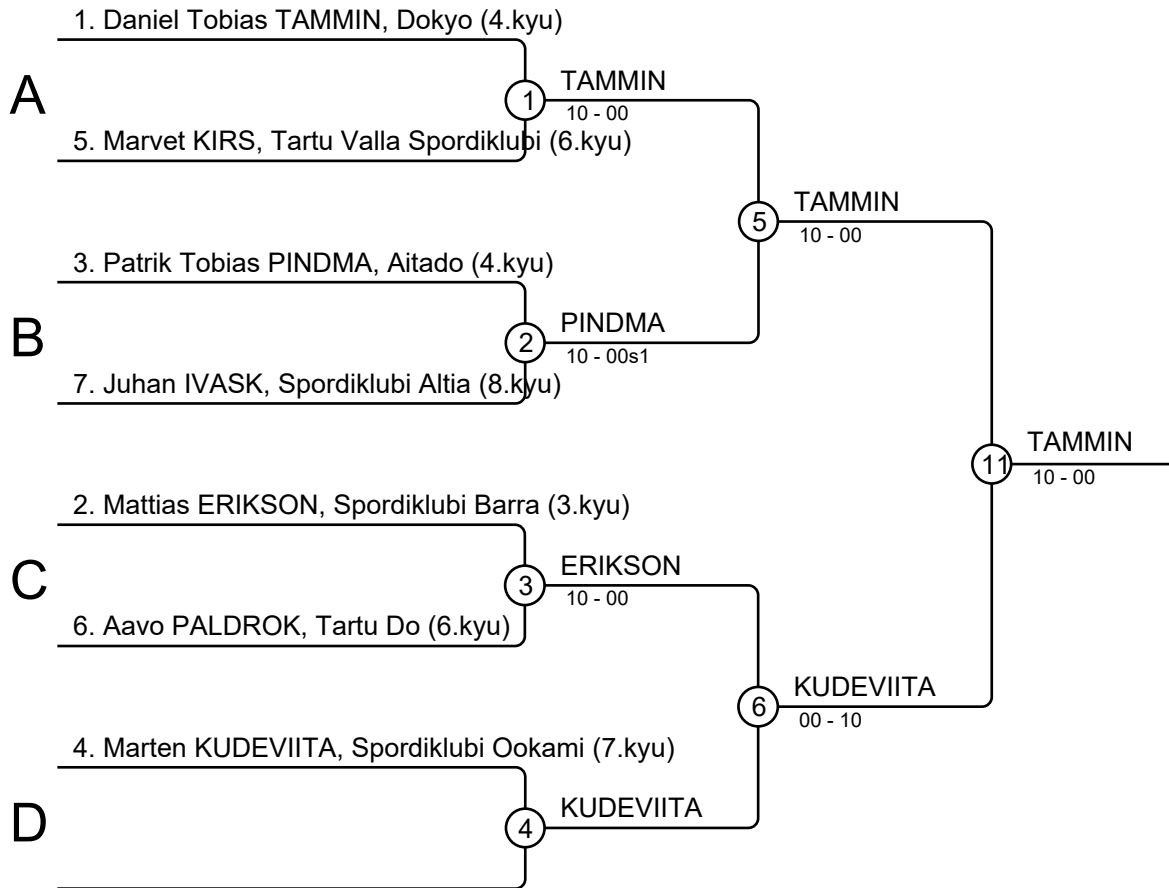 1. Daniel Tobias TAMMIN, Dokyo (4.kyu)
A
1
TAMMIN
10 - 00
5. Marvet KIRS, Tartu Valla Spordiklubi (6.kyu)
5
TAMMIN
10 - 00
3. Patrik Tobias PINDMA, Aitado (4.kyu)
B
2
PINDMA
10 - 00s1
7. Juhan IVASK, Spordiklubi Altia (8.kyu)
11
TAMMIN
10 - 00
2. Mattias ERIKSON, Spordiklubi Barra (3.kyu)
C
3
ERIKSON
10 - 00
6. Aavo PALDROK, Tartu Do (6.kyu)
6
KUDEVIITA
00 - 10
4. Marten KUDEVIITA, Spordiklubi Ookami (7.kyu)
D
4
KUDEVIITA